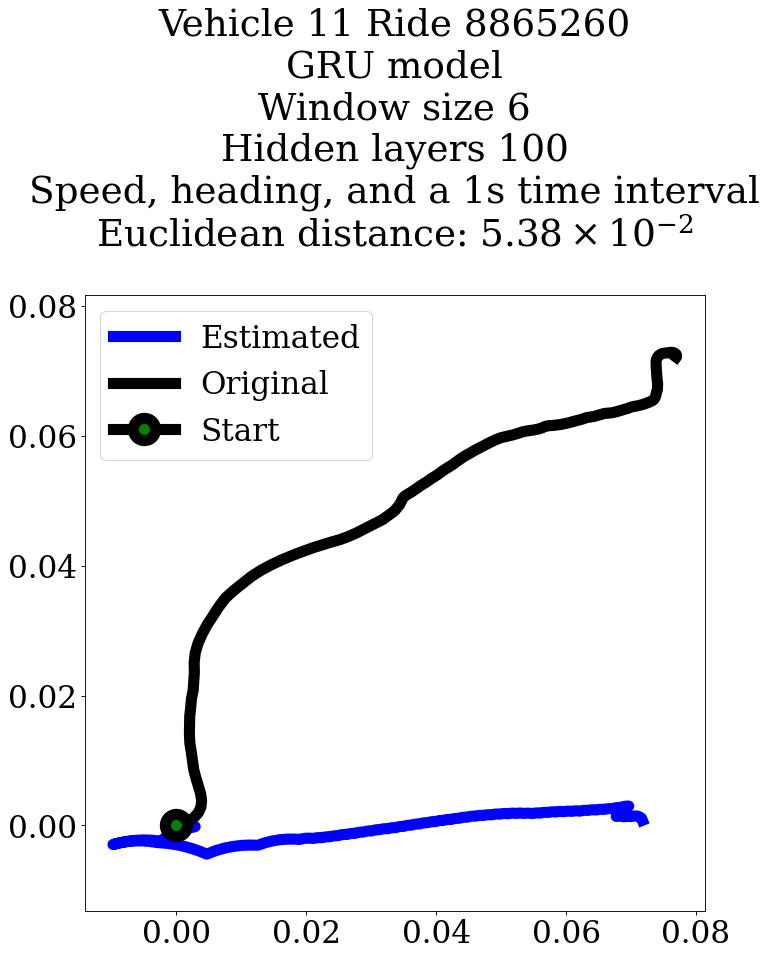 Vehicle 11 Ride 8865260
GRU model
Window size 6
Hidden layers 100
Speed, heading, and a 1s time interval
Euclidean distance: 5.38 × 10⁻²
0.08
Estimated
Original
Start
0.06
0.04
0.02
0.00
0.00 0.02 0.04 0.06 0.08